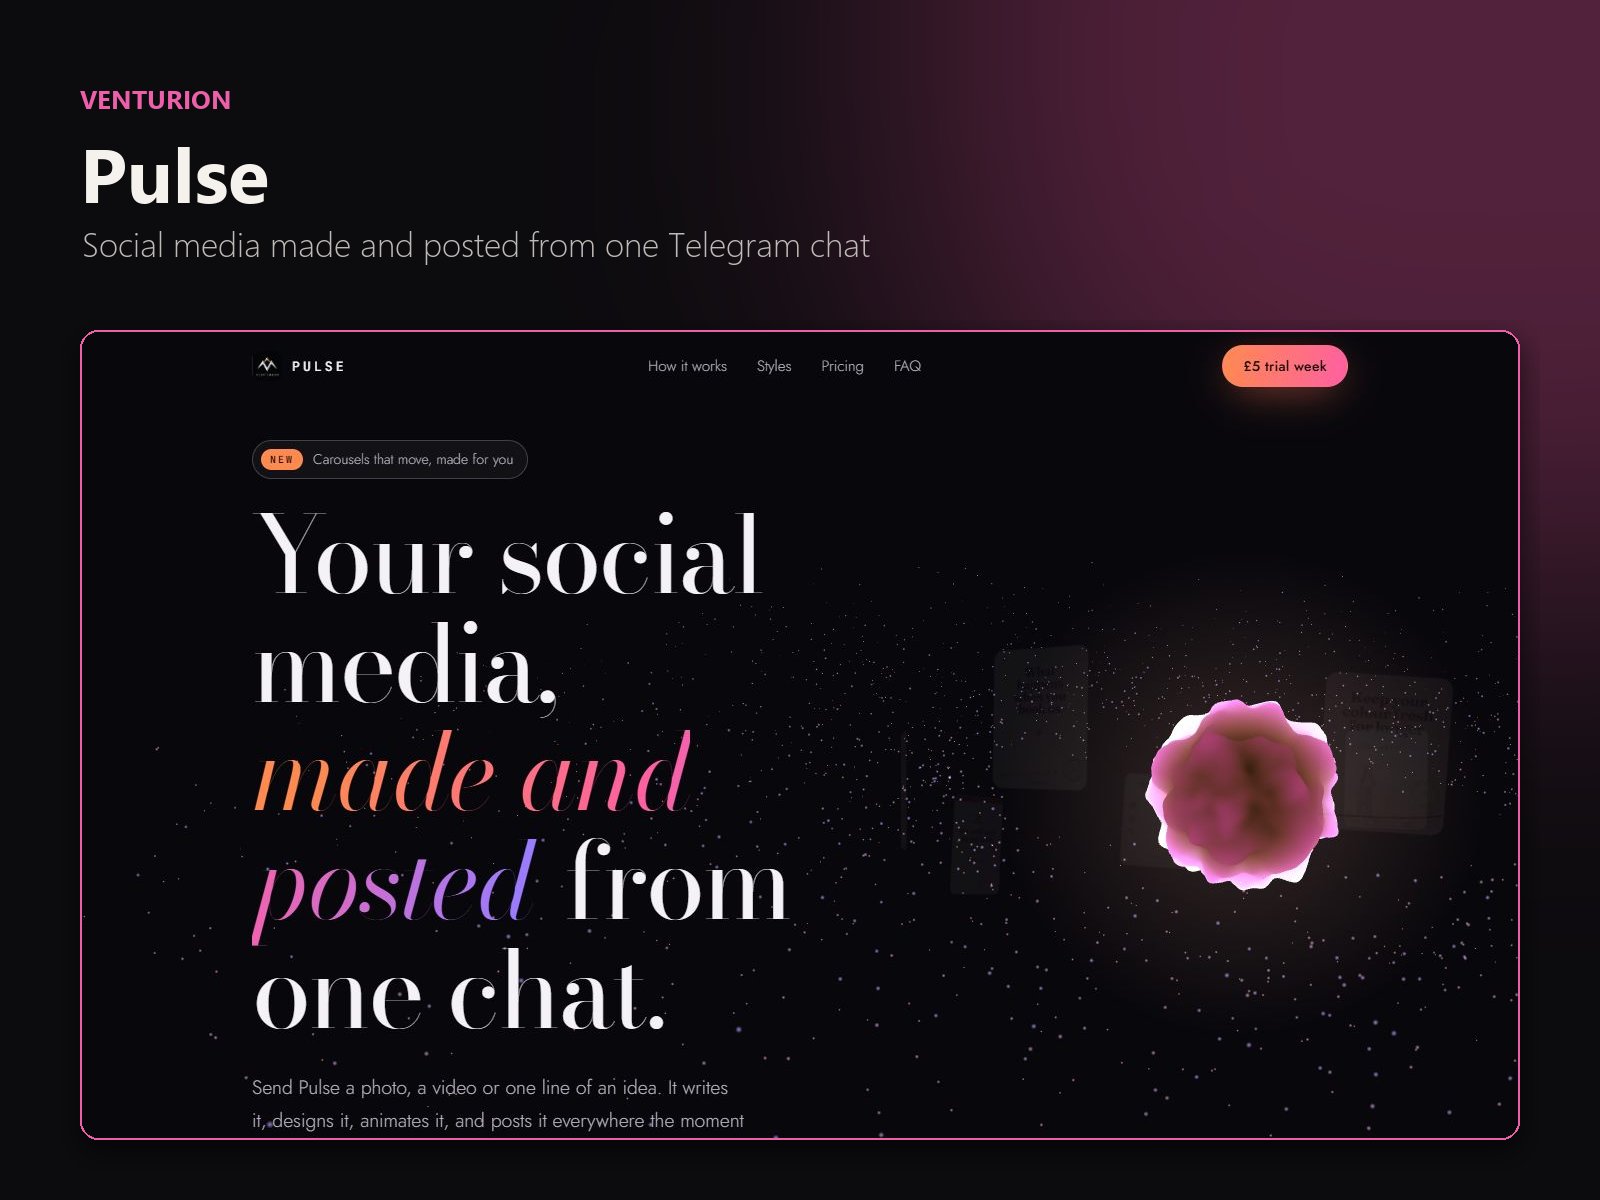 VENTURION
Pulse
Social media made and posted from one Telegram chat
PULSE
How it works
Styles
Pricing
FAQ
£5 trial week
NEW Carousels that move, made for you
Your social
media,
made and
posted from
one chat.
Send Pulse a photo, a video or one line of an idea. It writes
it, designs it, animates it, and posts it everywhere the moment